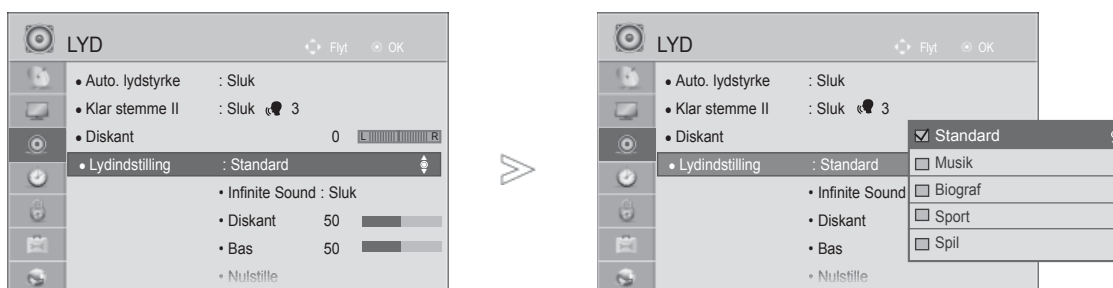 LYD Flyt OK
• Auto. lydstyrke : Sluk
• Klar stemme II : Sluk 3
• Diskant 0 L R
• Lydindstilling : Standard
• Infinite Sound : Sluk
• Diskant 50
• Bas 50
• Nulstille
LYD Flyt OK
• Auto. lydstyrke : Sluk
• Klar stemme II : Sluk 3
• Diskant
• Lydindstilling : Standard
• Infinite Sound
• Diskant
• Bas
• Nulstille
Standard
Musik
Biograf
Sport
Spil